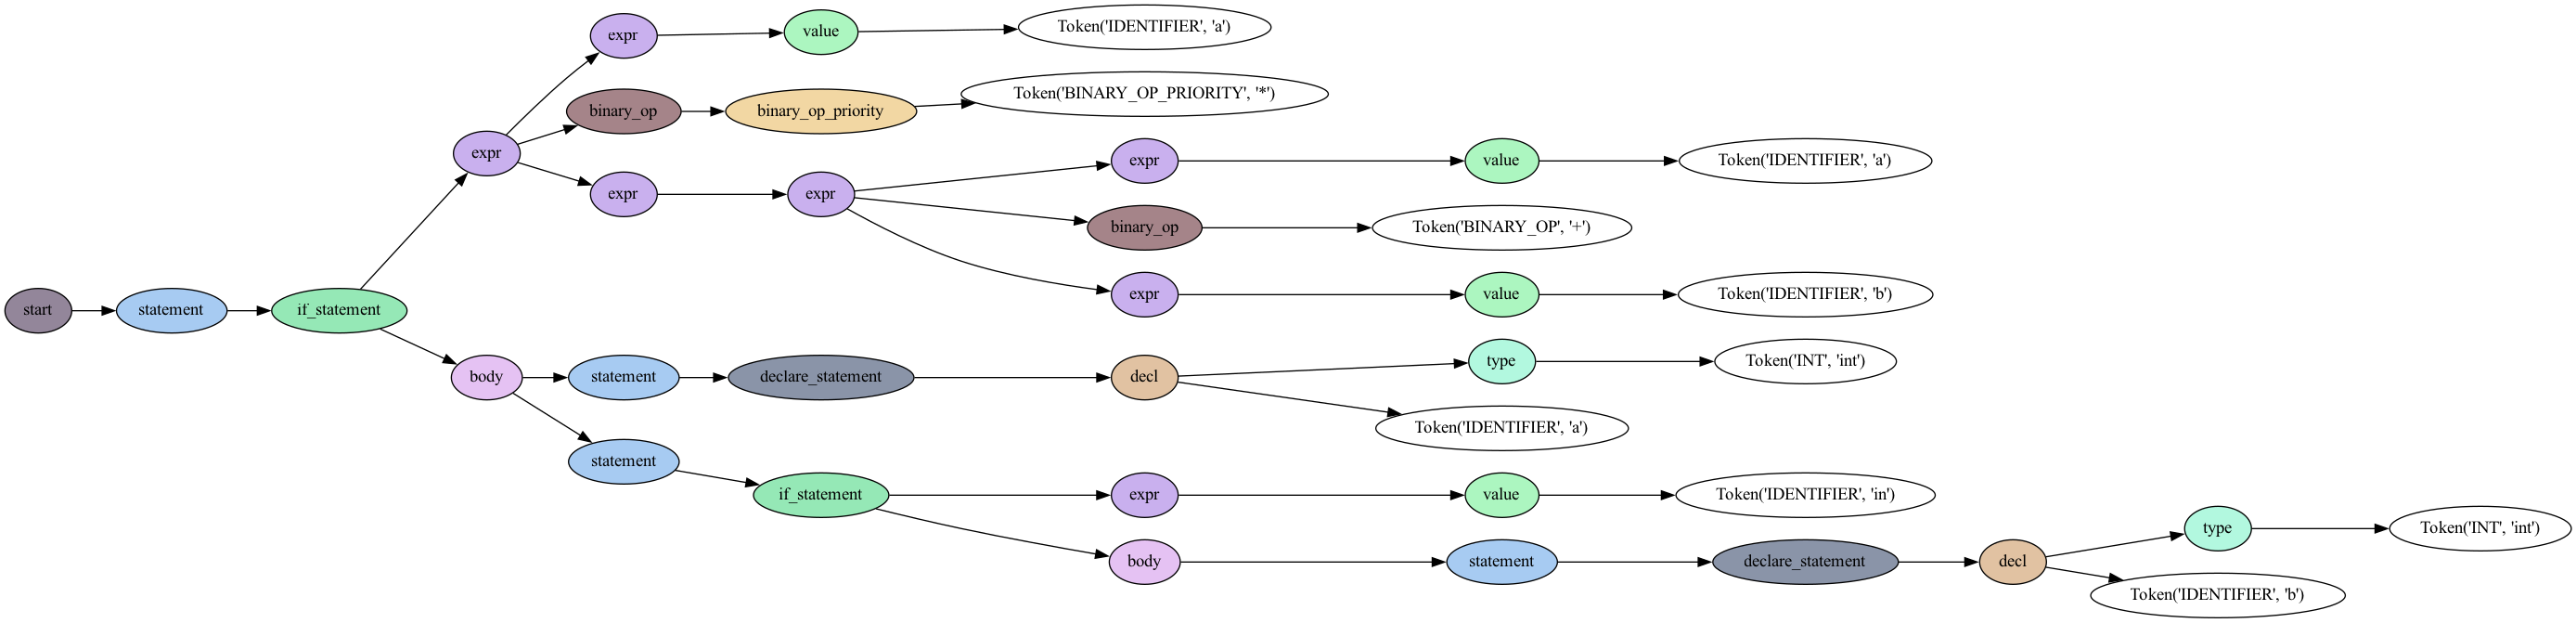 expr
value
Token('IDENTIFIER', 'a')
binary_op
binary_op_priority
Token('BINARY_OP_PRIORITY', '*')
expr
expr
expr
expr
value
Token('IDENTIFIER', 'a')
binary_op
Token('BINARY_OP', '+')
expr
value
Token('IDENTIFIER', 'b')
start
statement
if_statement
body
statement
declare_statement
decl
type
Token('INT', 'int')
Token('IDENTIFIER', 'a')
statement
if_statement
expr
value
Token('IDENTIFIER', 'in')
body
statement
declare_statement
decl
type
Token('INT', 'int')
Token('IDENTIFIER', 'b')